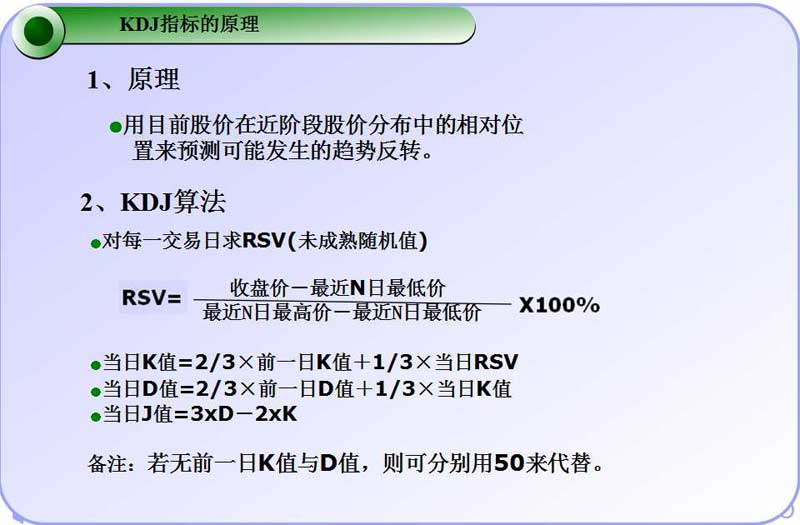 KDJ指标的原理
1、原理
用目前股价在近阶段股价分布中的相对位
置来预测可能发生的趋势反转。
2、KDJ算法
对每一交易日求RSV(未成熟随机值)
收盘价－最近N日最低价
RSV=
最近N日最高价－最近N日最低价
X100%
当日K值=2/3×前一日K值＋1/3×当日RSV
当日D值=2/3×前一日D值＋1/3×当日K值
当日J值=3xD－2xK
备注：若无前一日K值与D值，则可分别用50来代替。